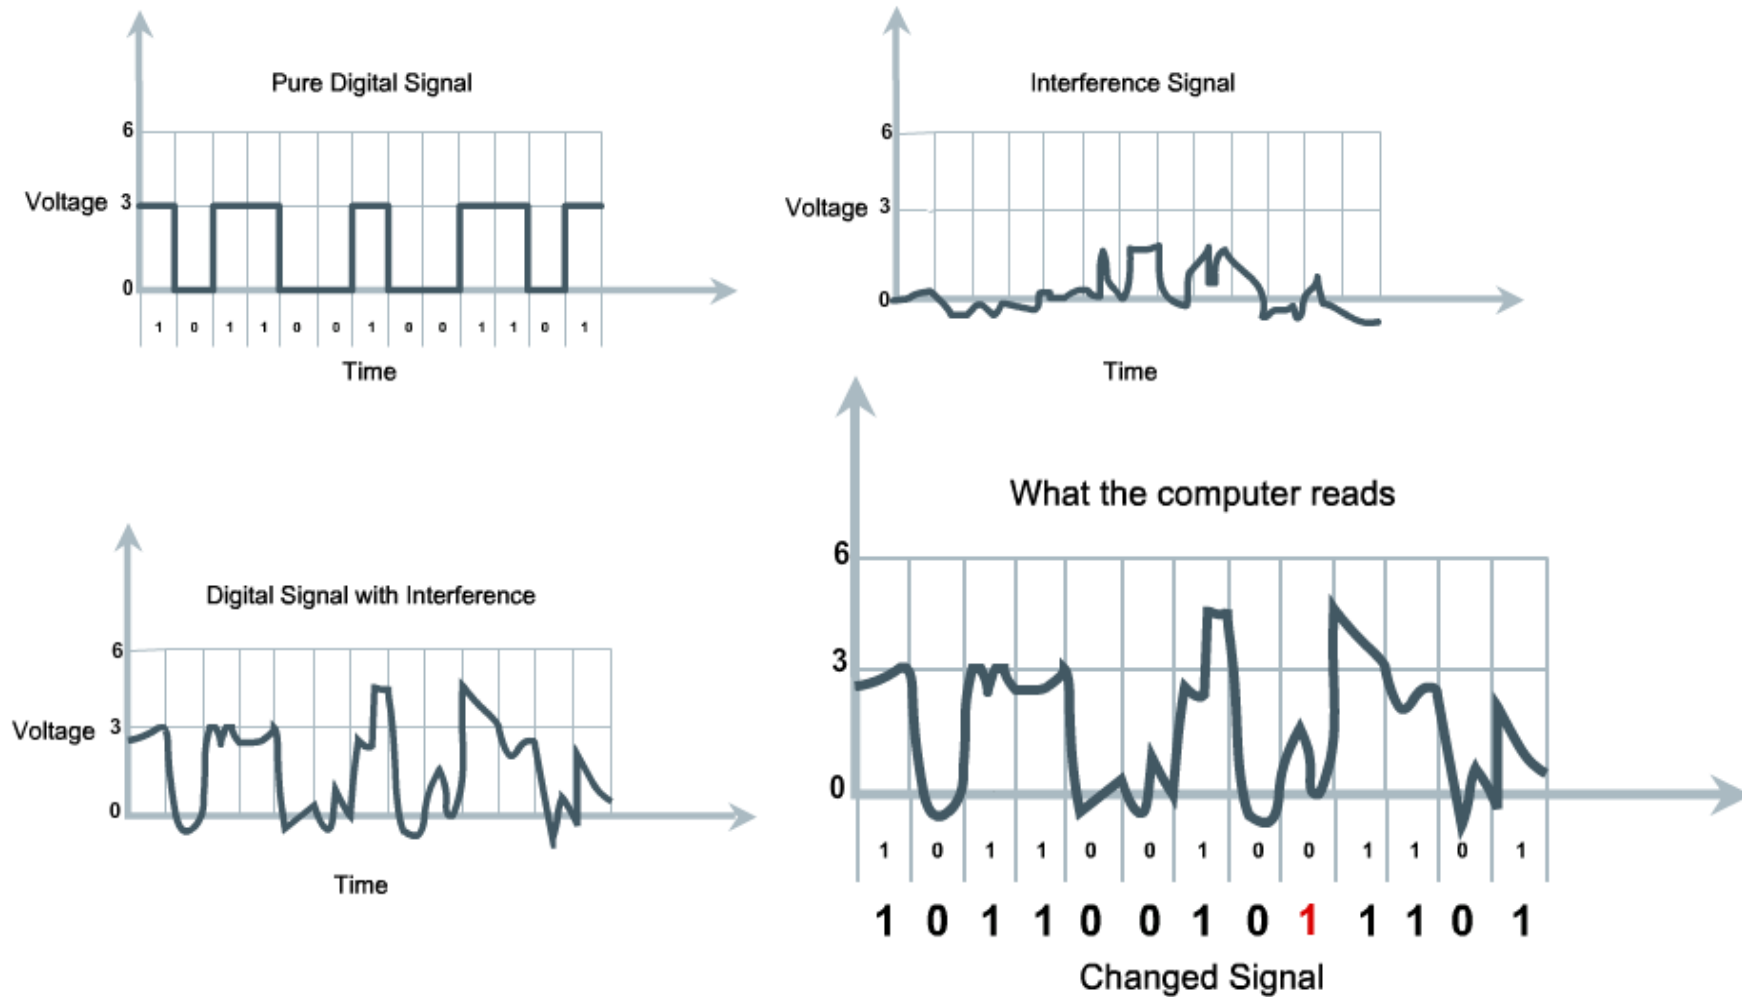 Pure Digital Signal
6
Voltage 3
0
1 0 1 1 0 0 1 0 0 1 1 0 1
Time
Interference Signal
6
Voltage 3
0
Time
Digital Signal with Interference
6
Voltage 3
0
Time
What the computer reads
6
3
0
1 0 1 1 0 0 1 0 0 1 1 0 1
1 0 1 1 0 0 1 0 1 1 1 0 1
Changed Signal